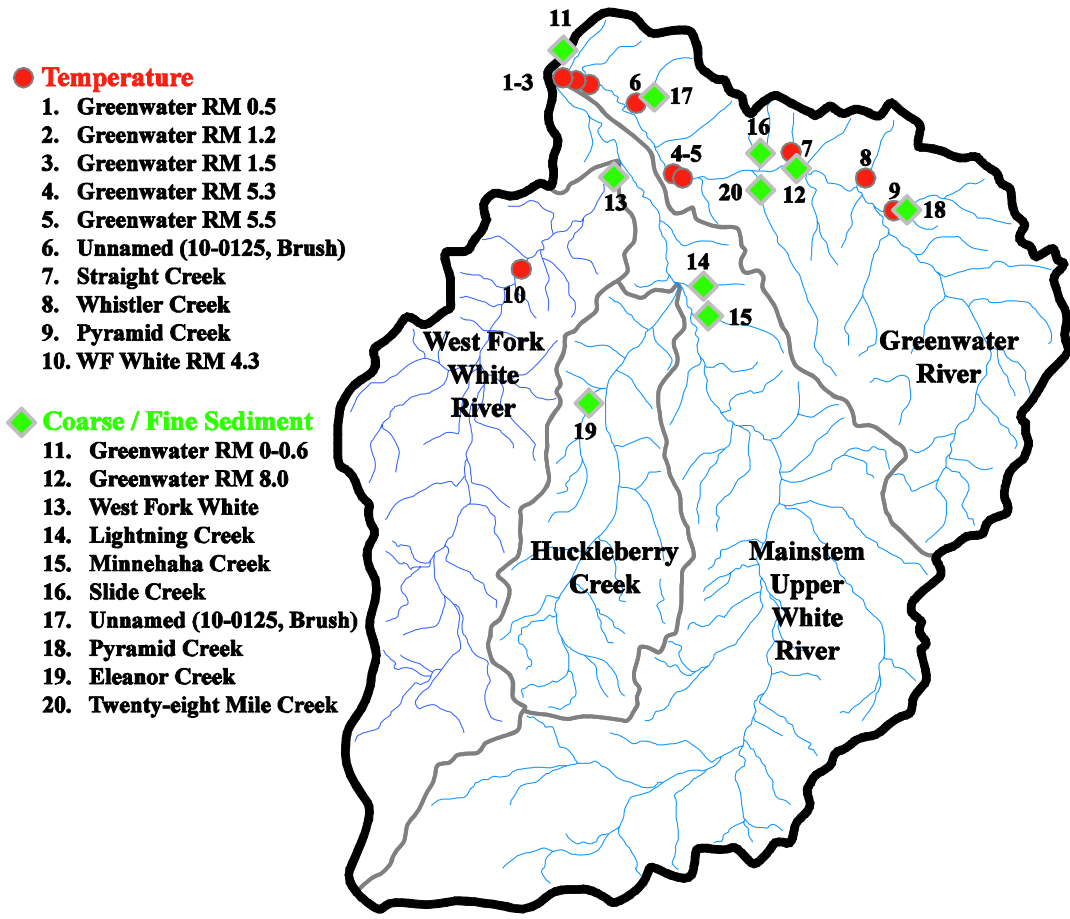 Temperature
1. Greenwater RM 0.5
2. Greenwater RM 1.2
3. Greenwater RM 1.5
4. Greenwater RM 5.3
5. Greenwater RM 5.5
6. Unnamed (10-0125, Brush)
7. Straight Creek
8. Whistler Creek
9. Pyramid Creek
10. WF White RM 4.3
Coarse / Fine Sediment
11. Greenwater RM 0-0.6
12. Greenwater RM 8.0
13. West Fork White
14. Lightning Creek
15. Minnehaha Creek
16. Slide Creek
17. Unnamed (10-0125, Brush)
18. Pyramid Creek
19. Eleanor Creek
20. Twenty-eight Mile Creek
11
1-3
6
17
16
7
4-5
8
20
12
9
18
13
14
10
15
West Fork
White
River
Greenwater
River
19
Huckleberry
Creek
Mainstem
Upper
White
River